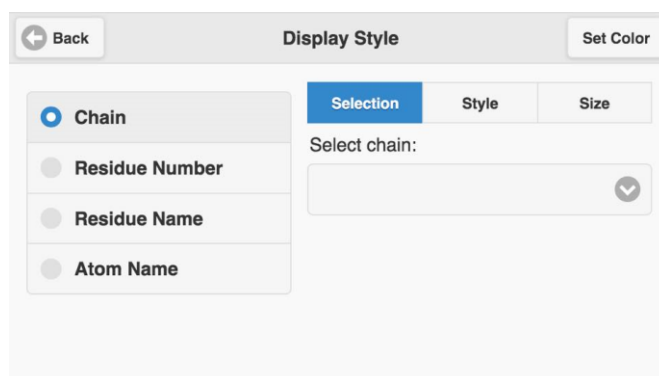 Back Display Style Set Color
Chain
Residue Number
Residue Name
Atom Name
Selection Style Size
Select chain: